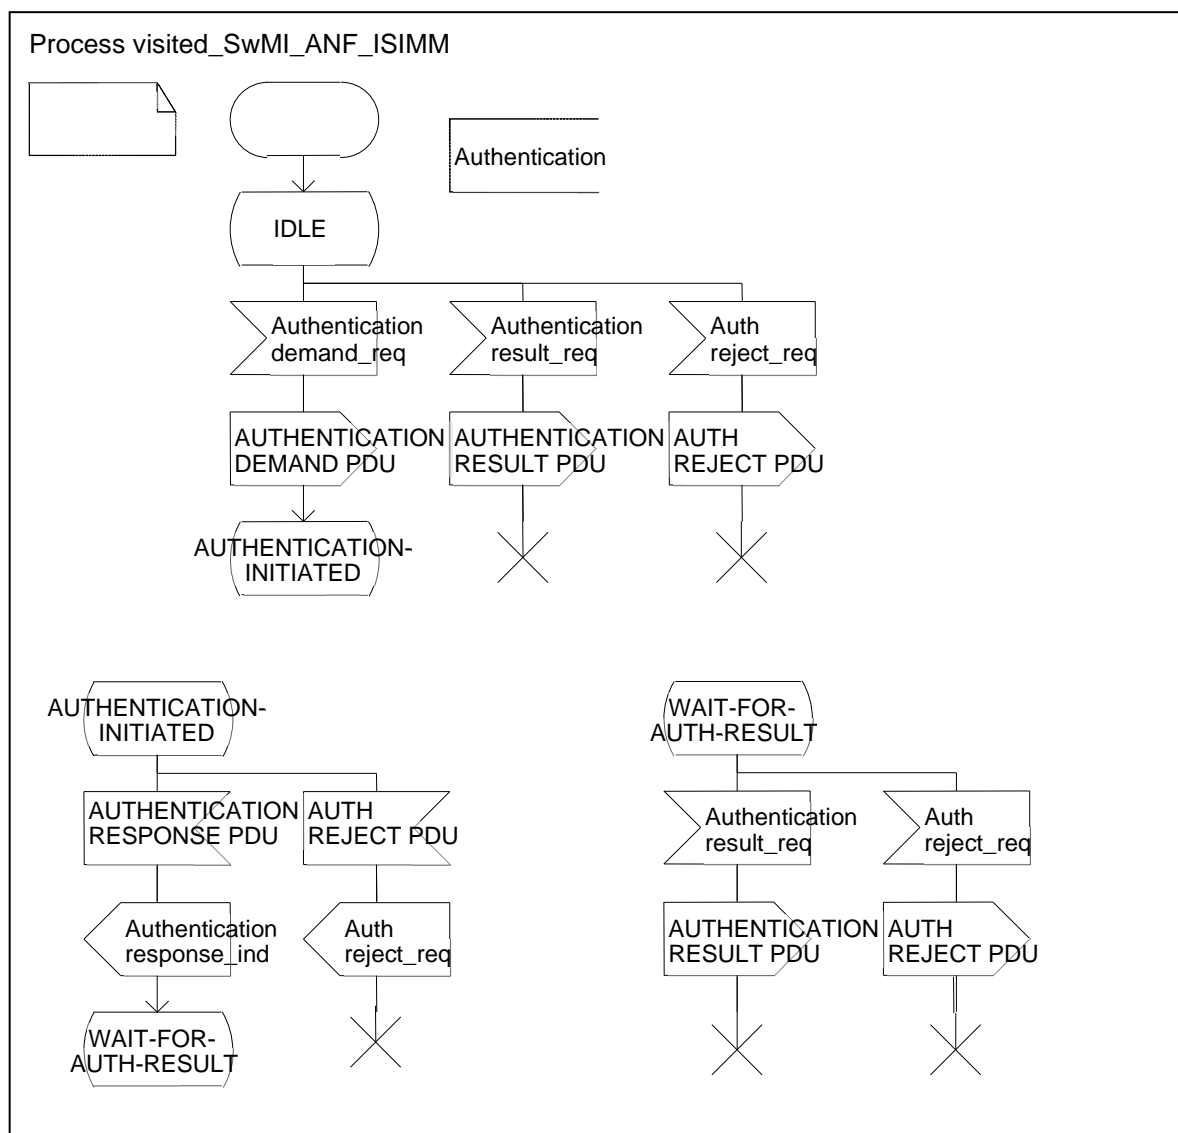 Process visited_SwMI_ANF_ISIMM
Authentication
IDLE
Authentication
demand_req
Authentication
result_req
Auth
reject_req
AUTHENTICATION
DEMAND PDU
AUTHENTICATION
RESULT PDU
AUTH
REJECT PDU
AUTHENTICATION-
INITIATED
AUTHENTICATION-
INITIATED
WAIT-FOR-
AUTH-RESULT
AUTHENTICATION
RESPONSE PDU
AUTH
REJECT PDU
Authentication
result_req
Auth
reject_req
Authentication
response_ind
Auth
reject_req
AUTHENTICATION
RESULT PDU
AUTH
REJECT PDU
WAIT-FOR-
AUTH-RESULT